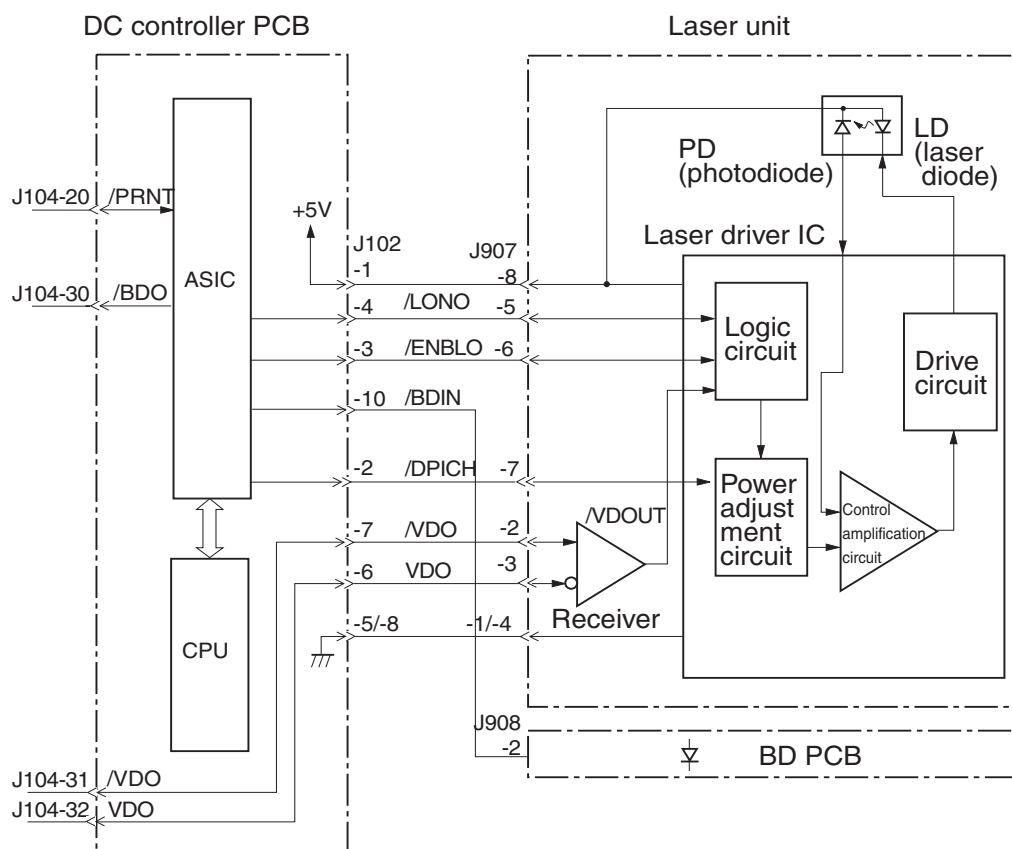 DC controller PCB
Laser unit
LD
(laser
diode)
PD
(photodiode)
J104-20
/PRNT
+5V
Laser driver IC
J102
J907
ASIC
-1
-8
J104-30
/BDO
-4
/LONO
-5
Logic
circuit
-3
/ENBLO
-6
Drive
circuit
-10
/BDIN
-2
/DPICH
-7
Power
adjust
ment
circuit
Control
amplification
circuit
/VDOUT
-7
/VDO
-2
-6
VDO
-3
Receiver
-5/-8
-1/-4
CPU
J908
-2
BD PCB
J104-31
/VDO
J104-32
VDO